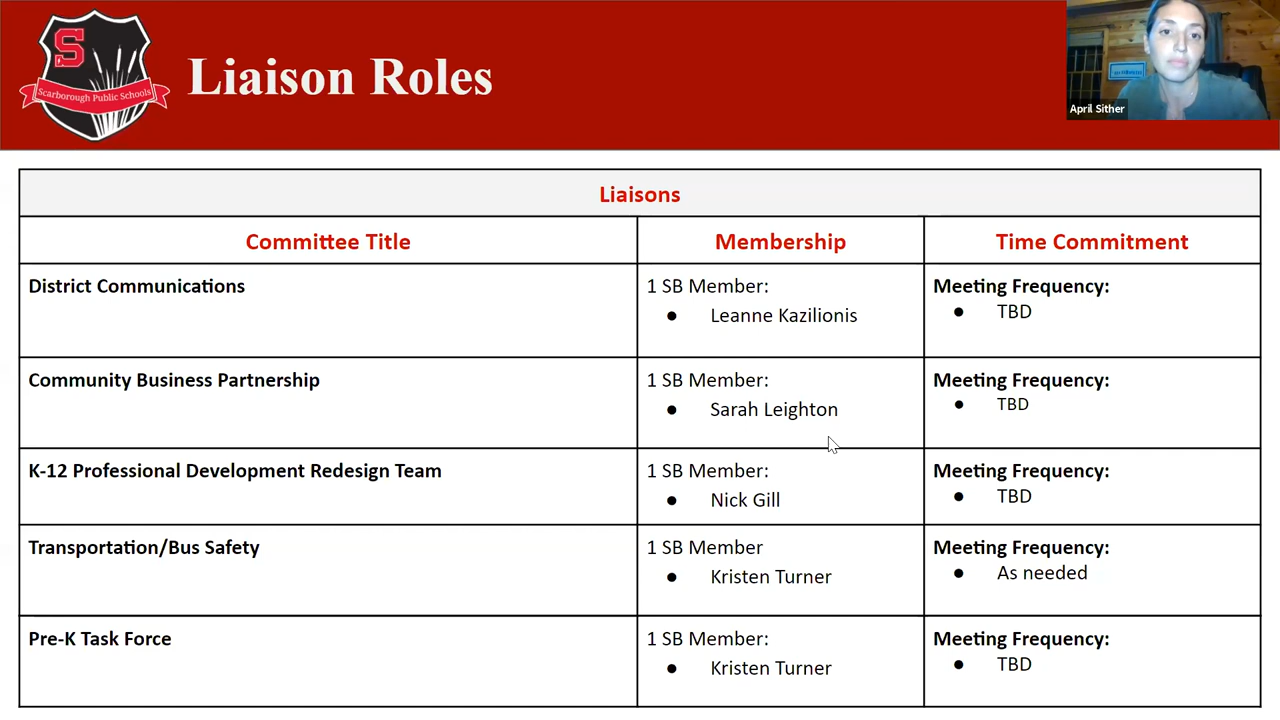 S
Scarborough Public Schools
Liaison Roles
April Sither
Liaisons
Committee Title
Membership
Time Commitment
District Communications
1 SB Member:
● Leanne Kazilionis
Meeting Frequency:
● TBD
Community Business Partnership
1 SB Member:
● Sarah Leighton
Meeting Frequency:
● TBD
K-12 Professional Development Redesign Team
1 SB Member:
● Nick Gill
Meeting Frequency:
● TBD
Transportation/Bus Safety
1 SB Member
● Kristen Turner
Meeting Frequency:
● As needed
Pre-K Task Force
1 SB Member:
● Kristen Turner
Meeting Frequency:
● TBD